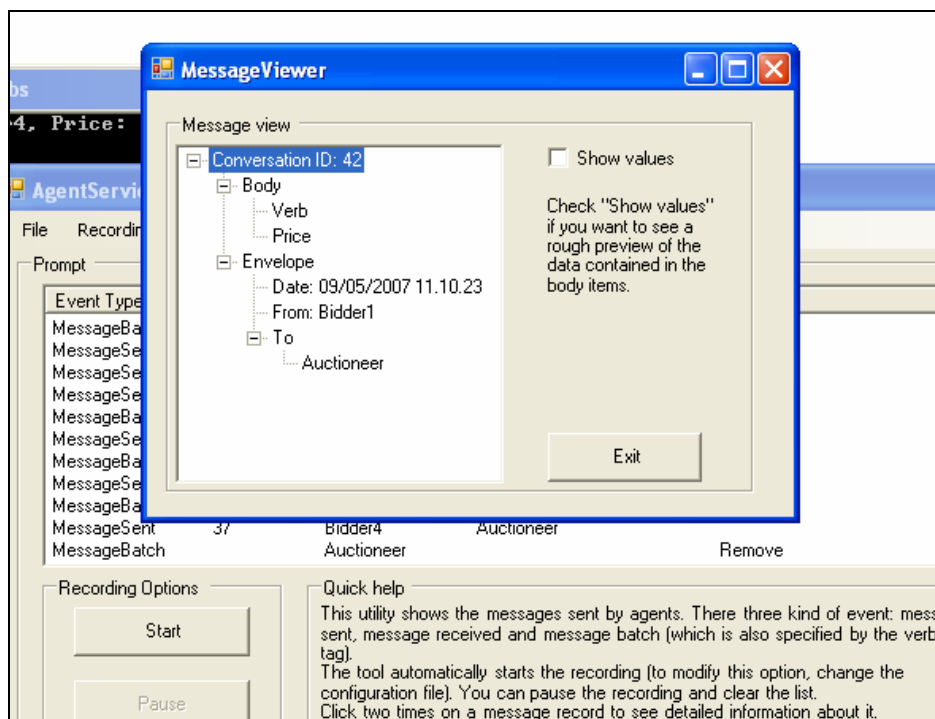 MessageViewer
bs
4, Price:
Message view
Conversation ID: 42
Body
Verb
Price
Envelope
Date: 09/05/2007 11.10.23
From: Bidder1
To
Auctioneer
Show values
Check "Show values"
if you want to see a
rough preview of the
data contained in the
body items.
Exit
AgentServi
File Recordin
Prompt
Event Type
MessageBa
MessageSe
MessageSe
MessageSe
MessageBa
MessageSe
MessageBa
MessageSe
MessageBa
MessageSent 37 Bidder4 Auctioneer
MessageBatch Auctioneer Remove
Recording Options
Start
Pause
Quick help
This utility shows the messages sent by agents. There three kind of event: mess
sent, message received and message batch (which is also specified by the verb
tag).
The tool automatically starts the recording (to modify this option, change the
configuration file). You can pause the recording and clear the list.
Click two times on a message record to see detailed information about it.